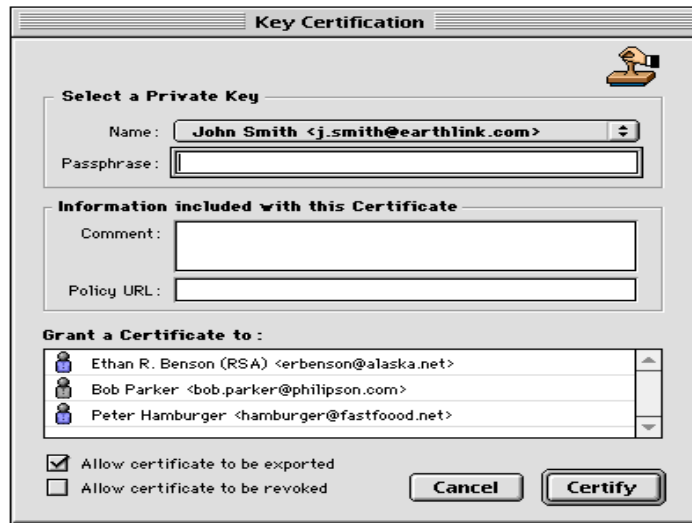 Key Certification
Select a Private Key
Name: John Smith <j.smith@earthlink.com>
Passphrase:
Information included with this Certificate
Comment:
Policy URL:
Grant a Certificate to :
Ethan R. Benson (RSA) <erbenson@alaska.net>
Bob Parker <bob.parker@philipson.com>
Peter Hamburger <hamburger@fastfoood.net>
Allow certificate to be exported
Allow certificate to be revoked
Cancel Certify